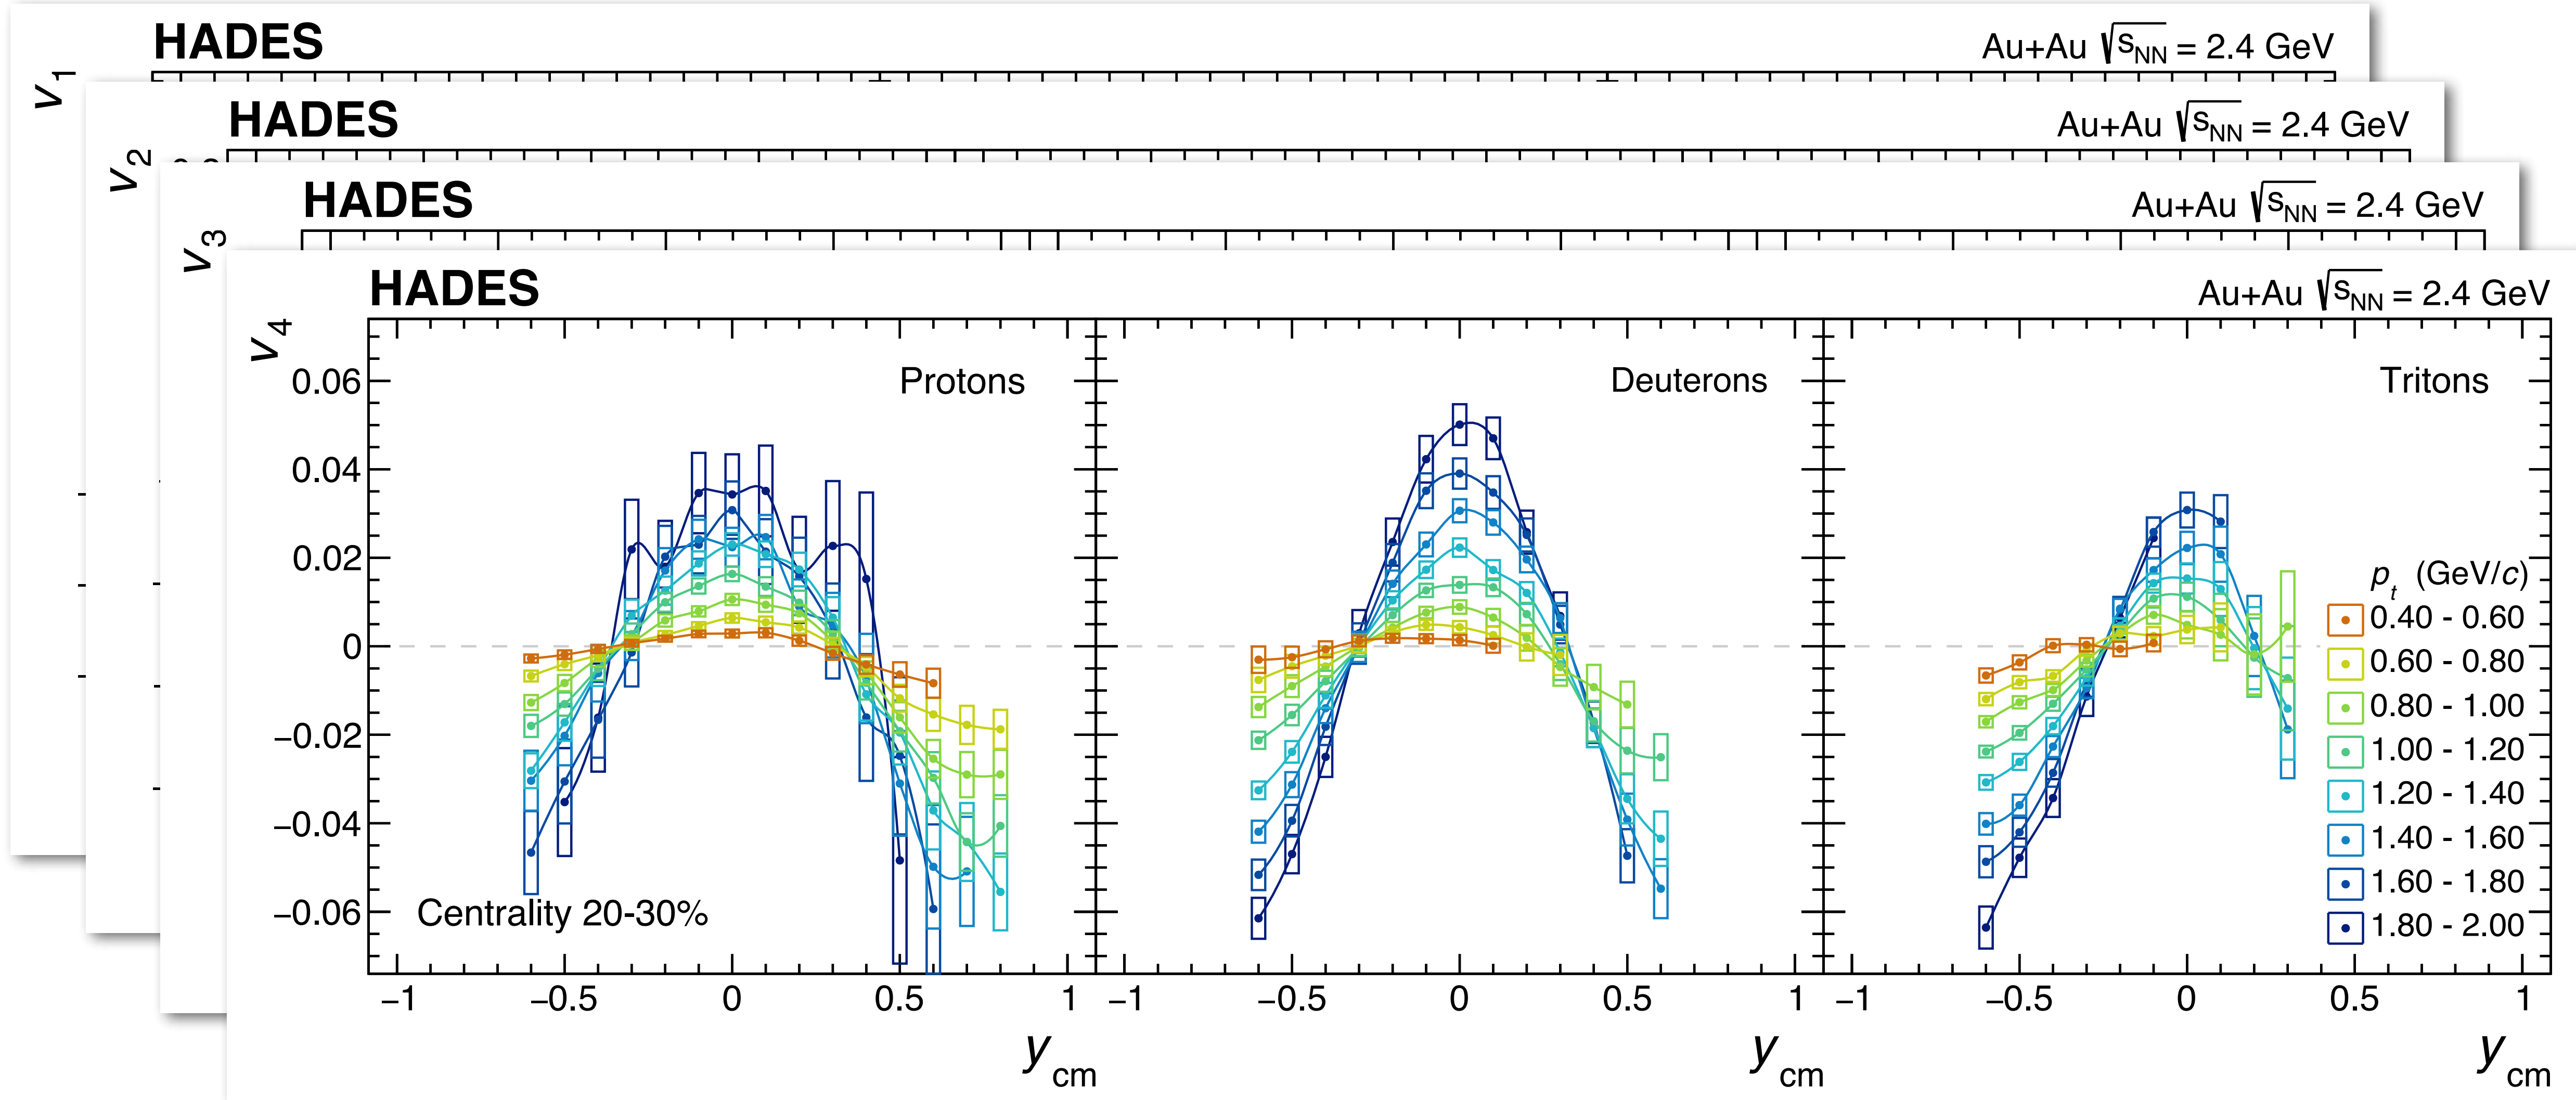 HADES
Au+Au √sNN = 2.4 GeV
v1
HADES
Au+Au √sNN = 2.4 GeV
v2
HADES
Au+Au √sNN = 2.4 GeV
v3
HADES
Au+Au √sNN = 2.4 GeV
v4
Protons
Deuterons
Tritons
0.06
0.04
0.02
0
−0.02
−0.04
−0.06
pt (GeV/c)
0.40 - 0.60
0.60 - 0.80
0.80 - 1.00
1.00 - 1.20
1.20 - 1.40
1.40 - 1.60
1.60 - 1.80
1.80 - 2.00
Centrality 20-30%
−1 −0.5 0 0.5 1
−1 −0.5 0 0.5 1
−1 −0.5 0 0.5 1
ycm
ycm
ycm